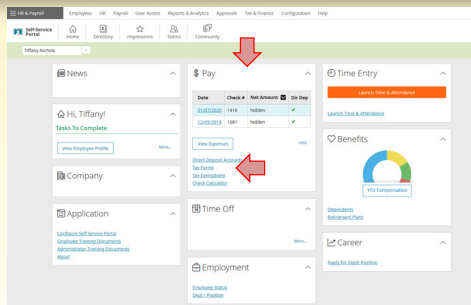 HR & Payroll Employees HR Payroll User Access Reports & Analytics Approvals Tax & Finance Configuration Help
Self-Service Portal
Home Directory Impressions Teams Community
Tiffany Nichols
News
Hi, Tiffany!
Tasks To Complete
View Employee Profile More...
Company
Application
Configure Self Service Portal
Employee Training Documents
Administrator Training Documents
About
$ Pay
Date Check # Net Amount Dir Dep
01/07/2020 1416 hidden
12/05/2019 1081 hidden
View Expenses Less
Direct Deposit Accounts
Tax Forms
Tax Exemptions
Check Calculator
Time Off
More...
Employment
Employee Status
Dept / Position
Time Entry
Launch Time & Attendance
Launch Time & Attendance
Benefits
YTD Compensation
Dependents
Retirement Plans
Career
Apply for Open Position